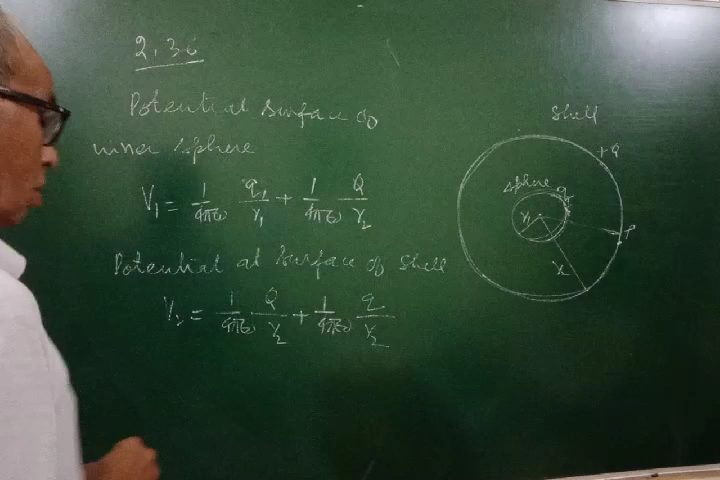 2.36
Potential surface of
inner sphere
V₁ = 1/4πε₀ q₁/r₁ + 1/4πε₀ Q/r₂
Potential at surface of shell
V₂ = 1/4πε₀ Q/r₂ + 1/4πε₀ q/r₂
Shell
+Q
sphere q
r₁
P
r₂